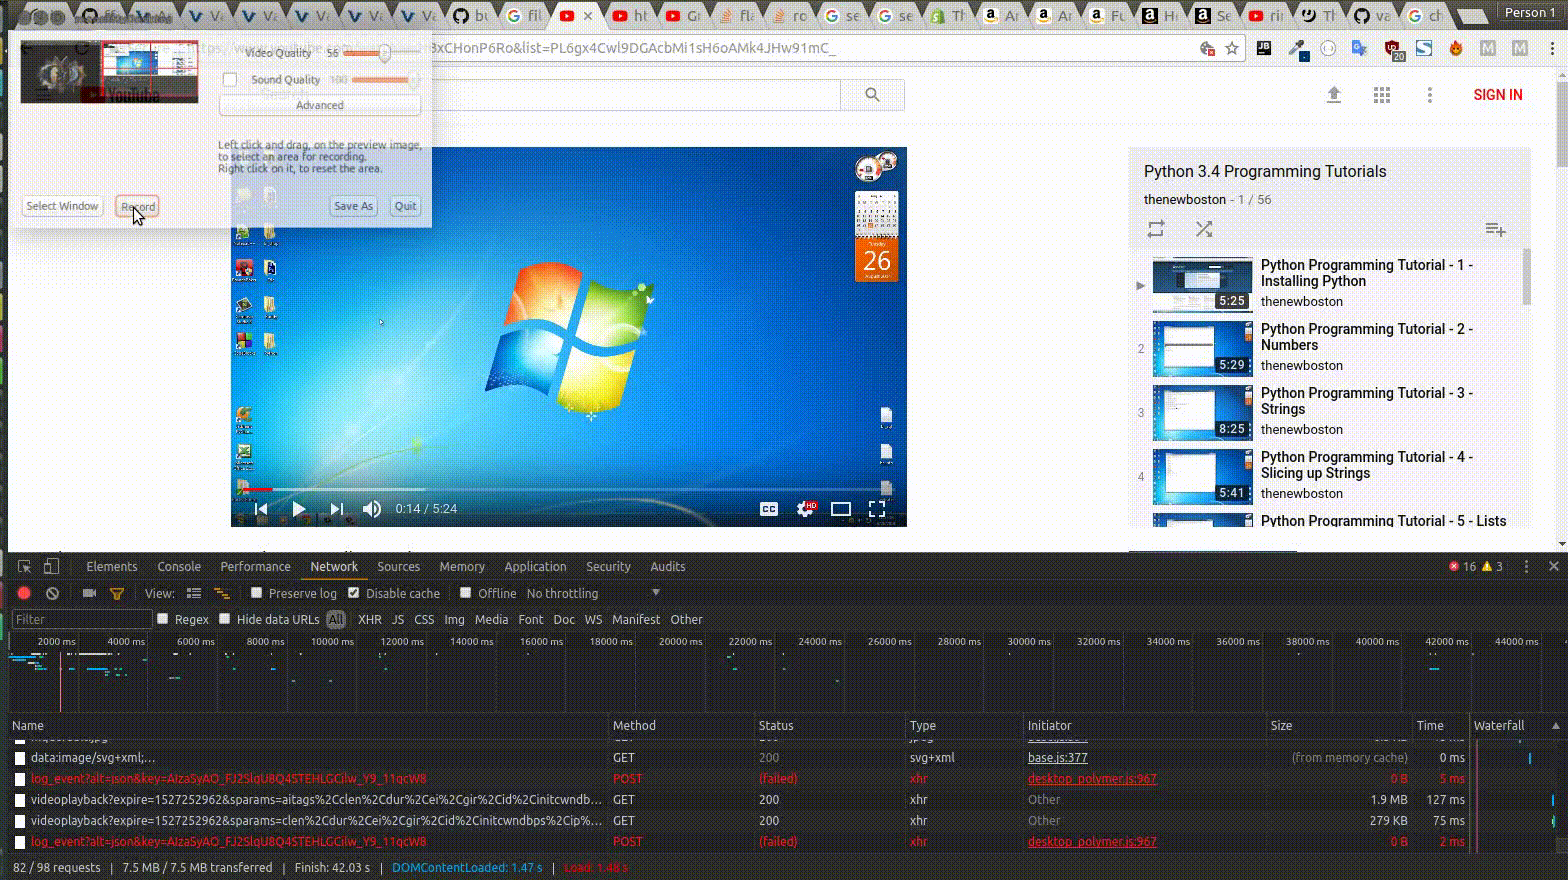 Person 1
3xCHonP6Ro&list=PL6gx4Cwl9DGAcbMi1sH6oAMk4JHw91mC_
20
Video Quality 56
Sound Quality 100
Advanced
Left click and drag, on the preview image,
to select an area for recording.
Right click on it, to reset the area.
Select Window Record Save As Quit
SIGN IN
26
0:14 / 5:24
CC
HD
Python 3.4 Programming Tutorials
thenewboston - 1 / 56
Python Programming Tutorial - 1 -
Installing Python
thenewboston
5:25
2
Python Programming Tutorial - 2 -
Numbers
thenewboston
5:29
3
Python Programming Tutorial - 3 -
Strings
thenewboston
8:25
4
Python Programming Tutorial - 4 -
Slicing up Strings
thenewboston
5:41
Python Programming Tutorial - 5 - Lists
Elements Console Performance Network Sources Memory Application Security Audits 16 3
View: Preserve log Disable cache Offline No throttling
Filter Regex Hide data URLs All XHR JS CSS Img Media Font Doc WS Manifest Other
2000 ms 4000 ms 6000 ms 8000 ms 10000 ms 12000 ms 14000 ms 16000 ms 18000 ms 20000 ms 22000 ms 24000 ms 26000 ms 28000 ms 30000 ms 32000 ms 34000 ms 36000 ms 38000 ms 40000 ms 42000 ms 44000 ms
Name Method Status Type Initiator Size Time Waterfall
data:image/svg+xml;... GET 200 svg+xml base.js:377 (from memory cache) 0 ms
log_event?alt=json&key=AIzaSyAO_FJ2SlqU8Q4STEHLGCilw_Y9_11qcW8 POST (failed) xhr desktop_polymer.js:967 0 B 5 ms
videoplayback?expire=1527252962&sparams=aitags%2Cclen%2Cdur%2Cei%2Cgir%2Cid%2Cinitcwndb... GET 200 xhr Other 1.9 MB 127 ms
videoplayback?expire=1527252962&sparams=clen%2Cdur%2Cei%2Cgir%2Cid%2Cinitcwndbps%2Cip%... GET 200 xhr Other 279 KB 75 ms
log_event?alt=json&key=AIzaSyAO_FJ2SlqU8Q4STEHLGCilw_Y9_11qcW8 POST (failed) xhr desktop_polymer.js:967 0 B 2 ms
82 / 98 requests | 7.5 MB / 7.5 MB transferred | Finish: 42.03 s | DOMContentLoaded: 1.47 s | Load: 1.48 s